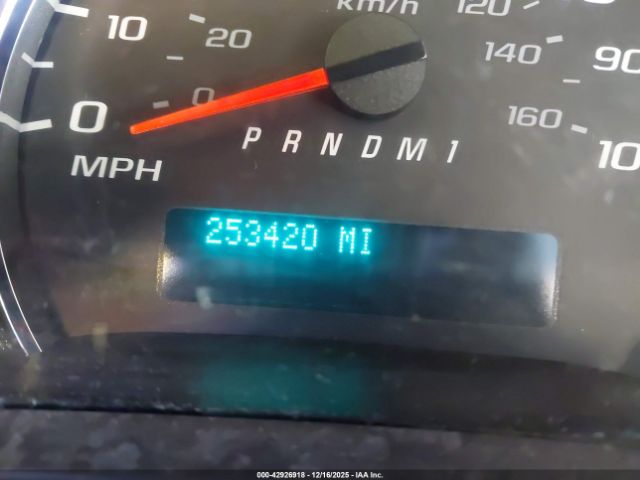 km/h 120
10 20 140 90
0 0 160 10
P R N D M 1
MPH
253420 MI
000-42926918 - 12/16/2025 - IAA Inc.